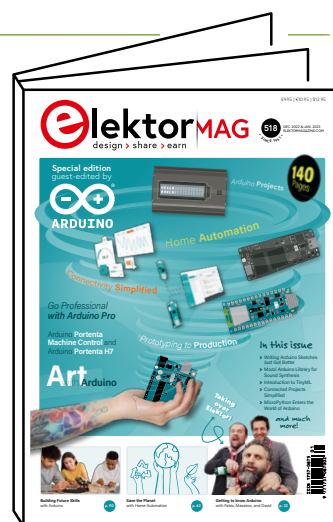 £9.95 | €10.95 | $12.95
elektor MAG
design > share > earn
518
DEC. 2022 & JAN. 2023
ELEKTORMAGAZINE.COM
Special edition
guest-edited by
ARDUINO
Arduino Projects
140
Pages
Home Automation
Connectivity Simplified
Go Professional
with Arduino Pro
Arduino Portenta
Machine Control and
Arduino Portenta H7
Prototyping to Production
Art Arduino
In this issue
Writing Arduino Sketches
Just Got Better
Mozzi Arduino Library for
Sound Synthesis
Introduction to TinyML
Connected Projects
Simplified
MicroPython Enters the
World of Arduino
and much
more!
Taking
over
Elektor!
Building Future Skills
with Arduino
p. 90
Save the Planet
with Home Automation
Getting to know Arduino
with Fabio, Massimo, and David